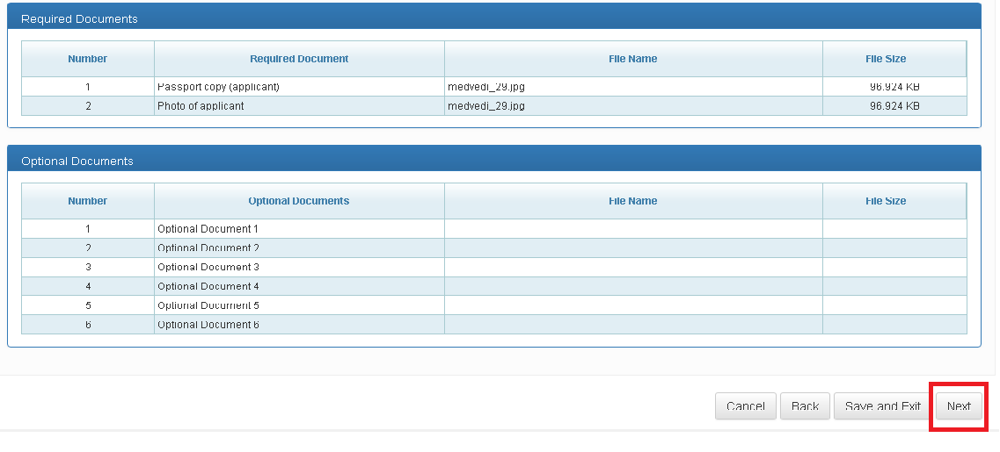 Required Documents
Number Required Document File Name File Size
1 Passport copy (applicant) medvedi_29.jpg 96.924 KB
2 Photo of applicant medvedi_29.jpg 96.924 KB
Optional Documents
Number Optional Documents File Name File Size
1 Optional Document 1
2 Optional Document 2
3 Optional Document 3
4 Optional Document 4
5 Optional Document 5
6 Optional Document 6
Cancel Back Save and Exit Next